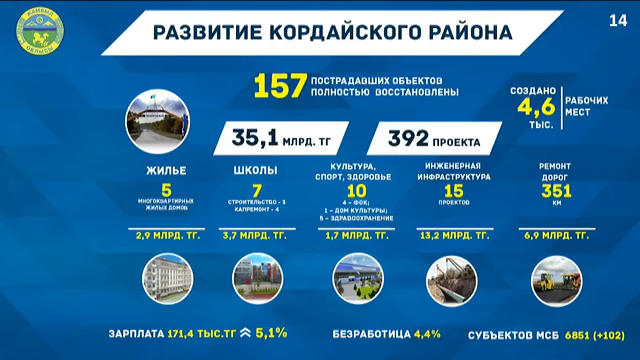 14
РАЗВИТИЕ КОРДАЙСКОГО РАЙОНА
157 ПОСТРАДАВШИХ ОБЪЕКТОВ
ПОЛНОСТЬЮ ВОССТАНОВЛЕНЫ
СОЗДАНО
4,6
ТЫС.
РАБОЧИХ
МЕСТ
35,1 МЛРД. ТГ
392 ПРОЕКТА
ЖИЛЬЕ
5
МНОГОКВАРТИРНЫХ
ЖИЛЫХ ДОМОВ
2,9 МЛРД. ТГ.
ШКОЛЫ
7
СТРОИТЕЛЬСТВО - 3
КАПРЕМОНТ - 4
3,7 МЛРД. ТГ.
КУЛЬТУРА,
СПОРТ, ЗДОРОВЬЕ
10
4 – ФОК;
1 – ДОМ КУЛЬТУРЫ;
5 – ЗДРАВООХРАНЕНИЕ
1,7 МЛРД. ТГ.
ИНЖЕНЕРНАЯ
ИНФРАСТРУКТУРА
15
ПРОЕКТОВ
13,2 МЛРД. ТГ.
РЕМОНТ
ДОРОГ
351
КМ
6,9 МЛРД. ТГ.
ЗАРПЛАТА 171,4 ТЫС.ТГ 5,1%
БЕЗРАБОТИЦА 4,4%
СУБЪЕКТОВ МСБ 6851 (+102)